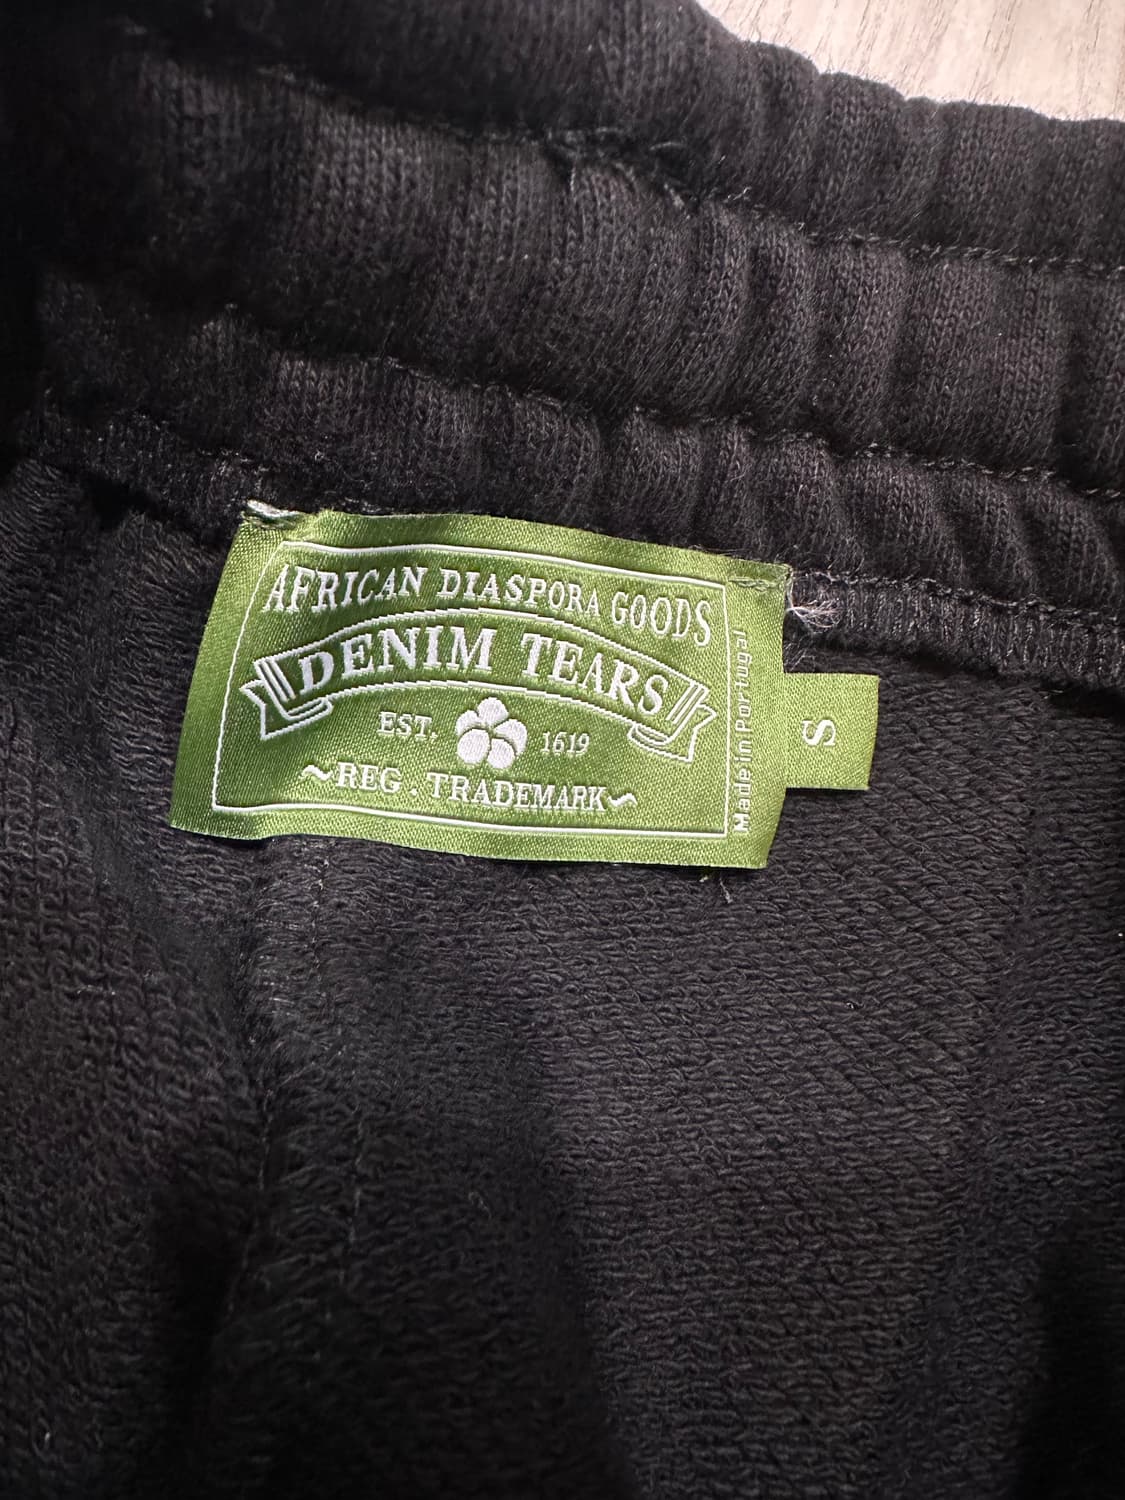 AFRICAN DIASPORA GOODS
DENIM TEARS
EST. 1619
~REG . TRADEMARK~
Made in Portugal
S